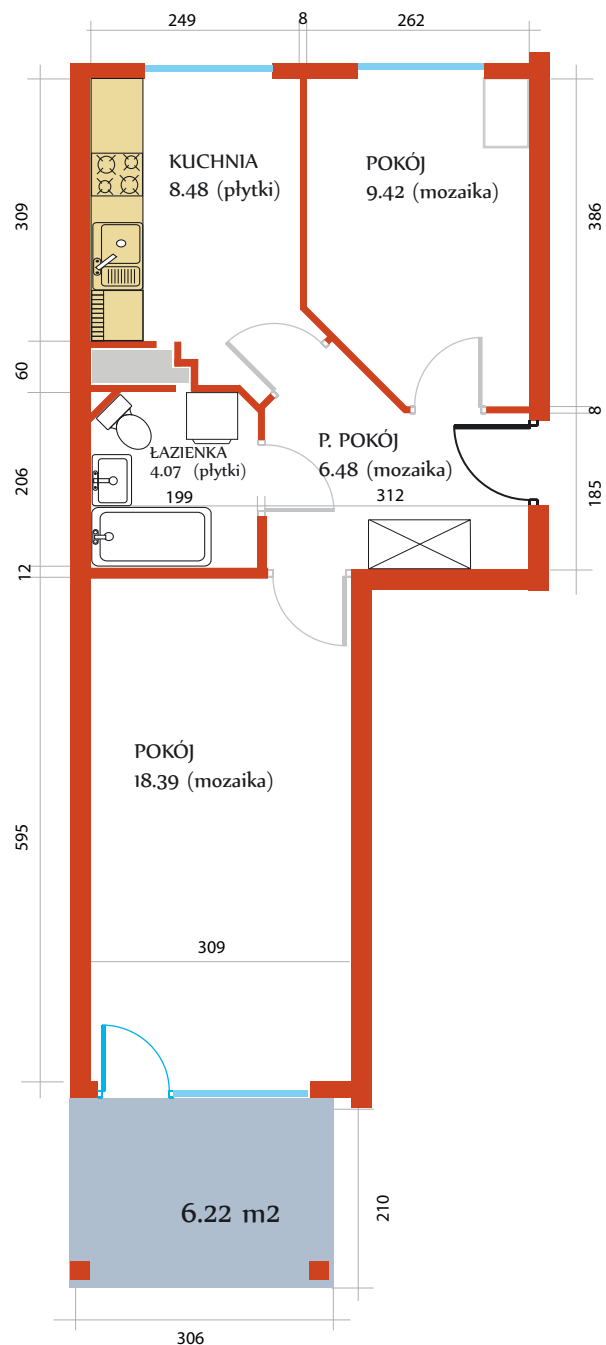 249
8
262
KUCHNIA
8.48 (płytki)
POKÓJ
9.42 (mozaika)
309
386
60
8
P. POKÓJ
6.48 (mozaika)
ŁAZIENKA
4.07 (płytki)
206
199
312
185
12
POKÓJ
18.39 (mozaika)
595
309
6.22 m2
210
306